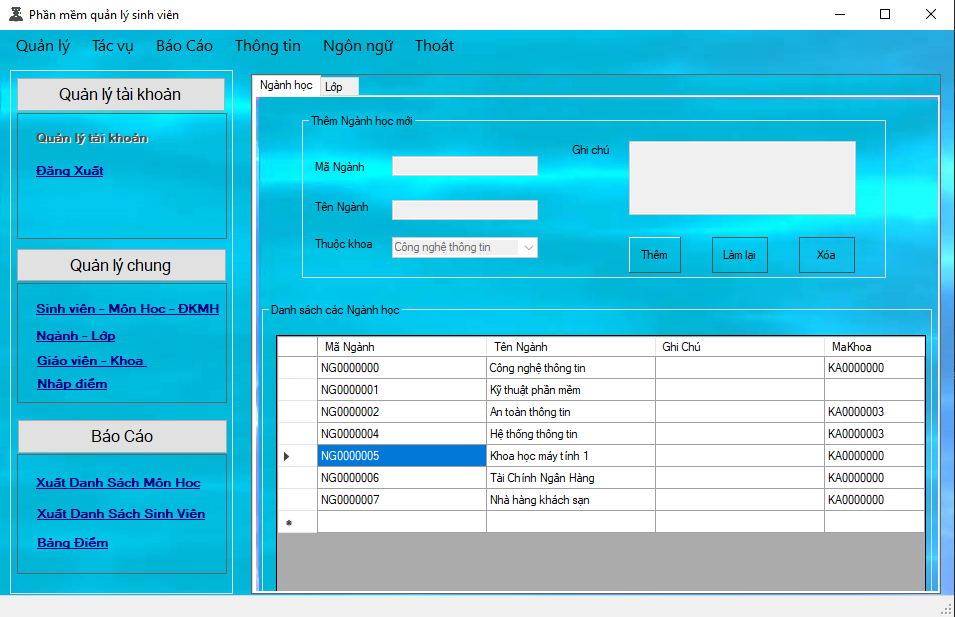 Phần mềm quản lý sinh viên
Quản lý Tác vụ Báo Cáo Thông tin Ngôn ngữ Thoát
Quản lý tài khoản
Quản lý tài khoản
Đăng Xuất
Quản lý chung
Sinh viên - Môn Học - ĐKMH
Ngành - Lớp
Giáo viên - Khoa
Nhập điểm
Báo Cáo
Xuất Danh Sách Môn Học
Xuất Danh Sách Sinh Viên
Bảng Điểm
Ngành học Lớp
Thêm Ngành học mới
Mã Ngành
Tên Ngành
Thuộc khoa Công nghệ thông tin
Ghi chú
Thêm Làm lại Xóa
Danh sách các Ngành học
Mã Ngành Tên Ngành Ghi Chú MaKhoa
NG0000000 Công nghệ thông tin KA0000000
NG0000001 Kỹ thuật phần mềm
NG0000002 An toàn thông tin KA0000003
NG0000004 Hệ thống thông tin KA0000003
NG0000005 Khoa học máy tính 1 KA0000000
NG0000006 Tài Chính Ngân Hàng KA0000000
NG0000007 Nhà hàng khách sạn KA0000000